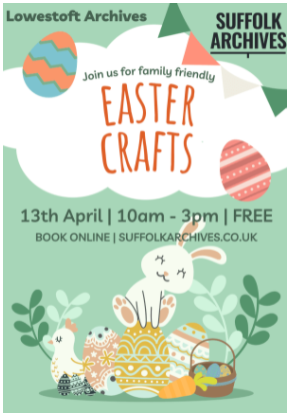 Lowestoft Archives
SUFFOLK
ARCHIVES
Join us for family friendly
EASTER
CRAFTS
13th April | 10am - 3pm | FREE
BOOK ONLINE | SUFFOLKARCHIVES.CO.UK